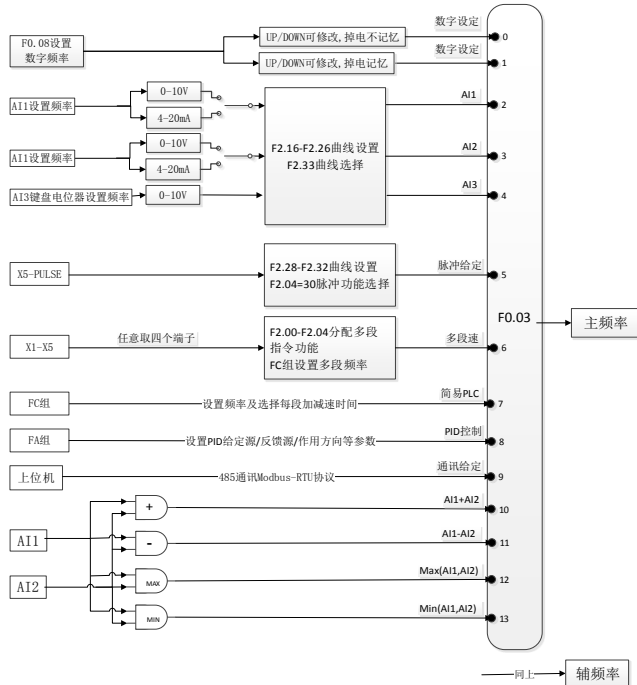 F0.08设置
数字频率
UP/DOWN可修改,掉电不记忆
数字设定
0
UP/DOWN可修改,掉电记忆
数字设定
1
AI1设置频率
0-10V
4-20mA
AI1
2
AI1设置频率
0-10V
4-20mA
F2.16-F2.26曲线设置
F2.33曲线选择
AI2
3
AI3键盘电位器设置频率
0-10V
AI3
4
X5-PULSE
F2.28-F2.32曲线设置
F2.04=30脉冲功能选择
脉冲给定
5
F0.03
主频率
X1-X5
任意取四个端子
F2.00-F2.04分配多段
指令功能
FC组设置多段频率
多段速
6
FC组
设置频率及选择每段加减速时间
简易PLC
7
FA组
设置PID给定源/反馈源/作用方向等参数
PID控制
8
上位机
485通讯Modbus-RTU协议
通讯给定
9
AI1
AI2
+
AI1+AI2
10
-
AI1-AI2
11
MAX
Max(AI1,AI2)
12
MIN
Min(AI1,AI2)
13
同上
辅频率